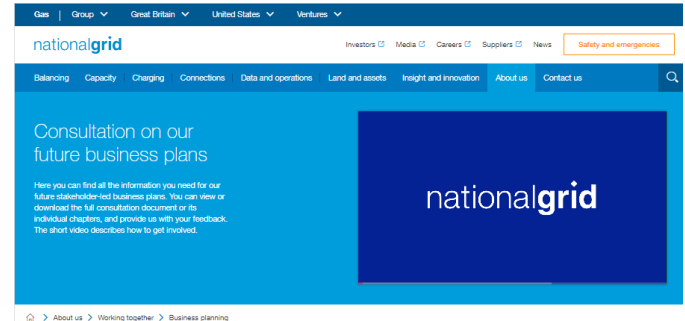 Gas | Group Great Britain United States Ventures
nationalgrid
Investors Media Careers Suppliers News Safety and emergencies
Balancing Capacity Charging Connections Data and operations Land and assets Insight and innovation About us Contact us
Consultation on our
future business plans
Here you can find all the information you need for our
future stakeholder-led business plans. You can view or
download the full consultation document or its
individual chapters, and provide us with your feedback.
The short video describes how to get involved.
nationalgrid
About us > Working together > Business planning